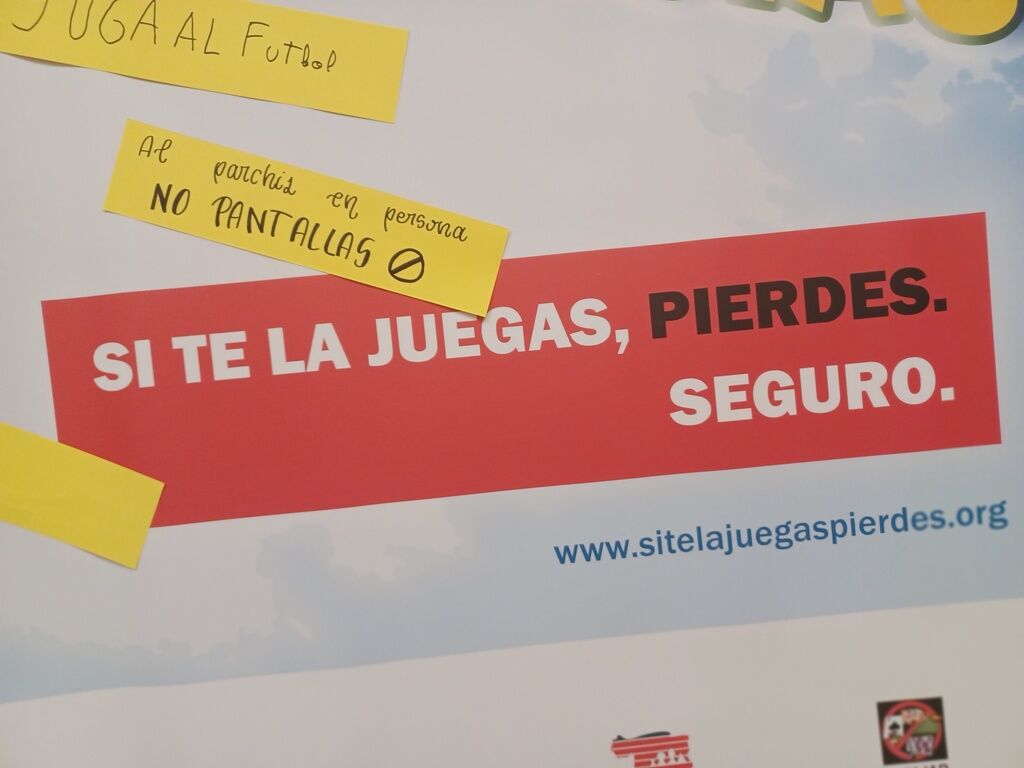 JUGA AL Futbol
Al parchis en persona
NO PANTALLAS
SI TE LA JUEGAS, PIERDES.
SEGURO.
www.sitelajuegaspierdes.org